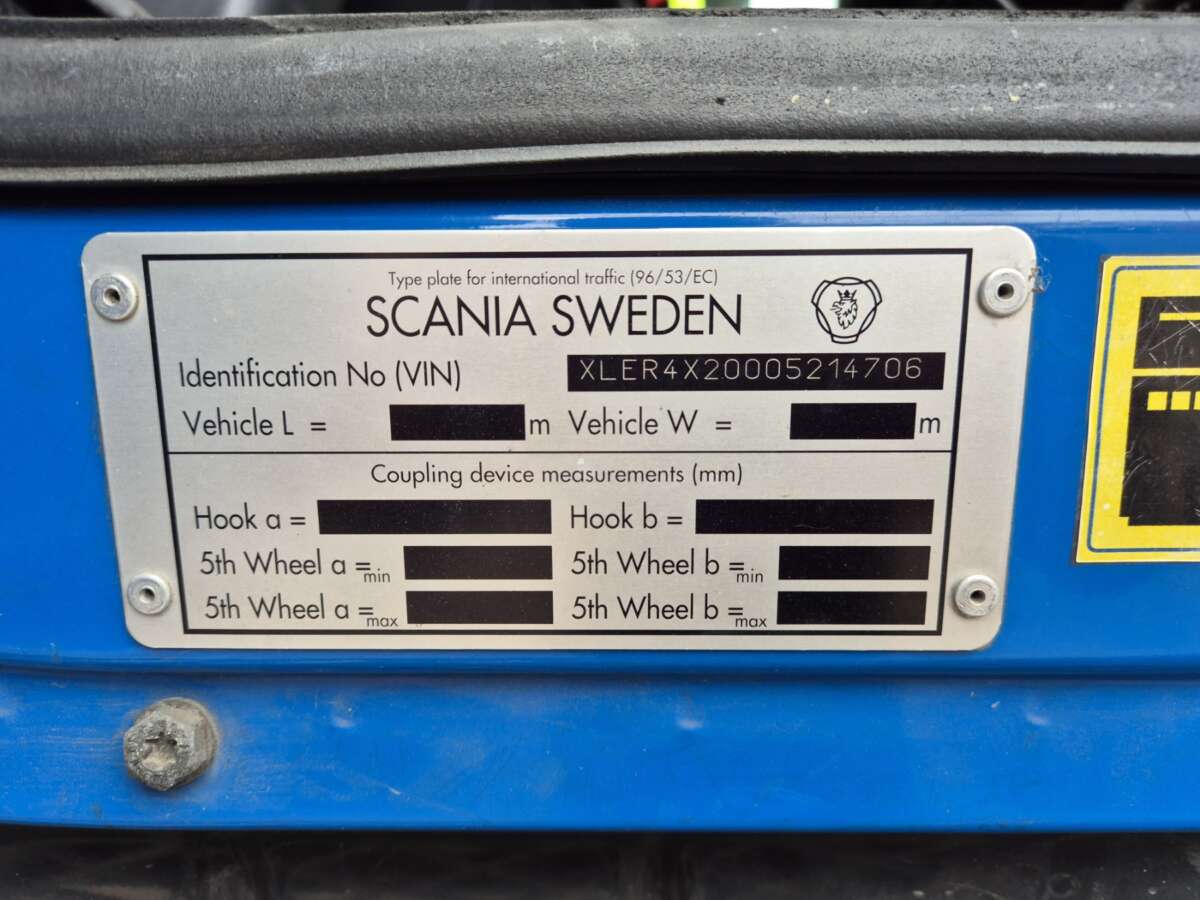 Type plate for international traffic (96/53/EC)
SCANIA SWEDEN
Identification No (VIN) XLER4X20005214706
Vehicle L = m Vehicle W = m
Coupling device measurements (mm)
Hook a = Hook b =
5th Wheel a =min 5th Wheel b =min
5th Wheel a =max 5th Wheel b =max